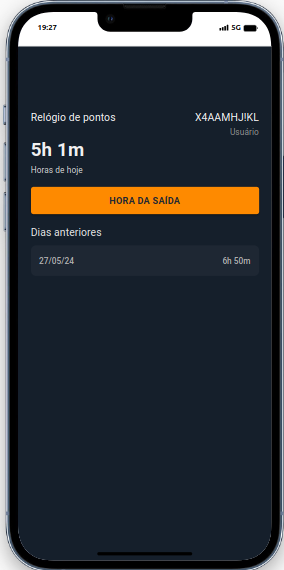 19:27 5G
Relógio de pontos X4AAMHJ!KL
Usuário
5h 1m
Horas de hoje
HORA DA SAÍDA
Dias anteriores
27/05/24 6h 50m